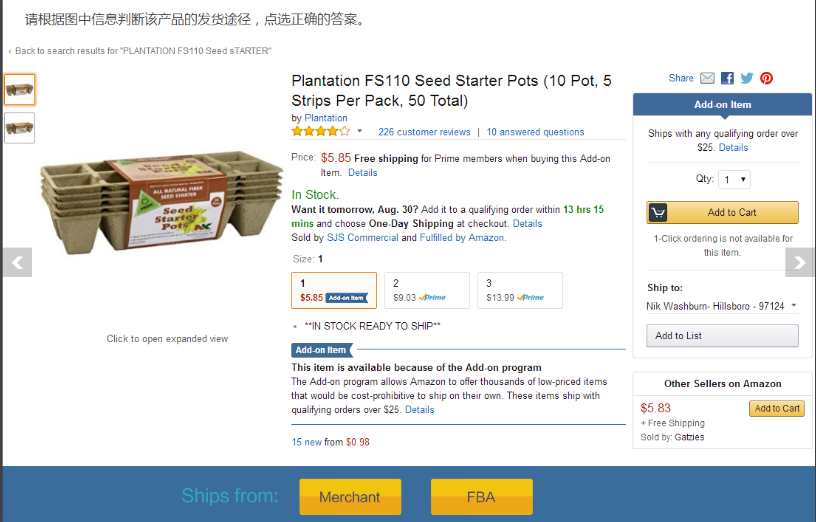 请根据图中信息判断该产品的发货途径，点选正确的答案。
‹ Back to search results for "PLANTATION FS110 Seed sTARTER"
Plantation FS110 Seed Starter Pots (10 Pot, 5
Strips Per Pack, 50 Total)
by Plantation
226 customer reviews | 10 answered questions
Price: $5.85 Free shipping for Prime members when buying this Add-on
Item. Details
In Stock.
Want it tomorrow, Aug. 30? Add it to a qualifying order within 13 hrs 15
mins and choose One-Day Shipping at checkout. Details
Sold by SJS Commercial and Fulfilled by Amazon.
Size: 1
1
$5.85 Add-on Item
2
$9.03 Prime
3
$13.99 Prime
• **IN STOCK READY TO SHIP**
Add-on Item
This item is available because of the Add-on program
The Add-on program allows Amazon to offer thousands of low-priced items
that would be cost-prohibitive to ship on their own. These items ship with
qualifying orders over $25. Details
15 new from $0.98
ALL NATURAL FIBER
SEED STARTER
Seed
Starter
Pots
Click to open expanded view
Share
Add-on Item
Ships with any qualifying order over
$25. Details
Qty: 1
Add to Cart
1-Click ordering is not available for
this item.
Ship to:
Nik Washburn- Hillsboro - 97124
Add to List
Other Sellers on Amazon
$5.83
Add to Cart
+ Free Shipping
Sold by: Gatzies
Ships from:
Merchant
FBA